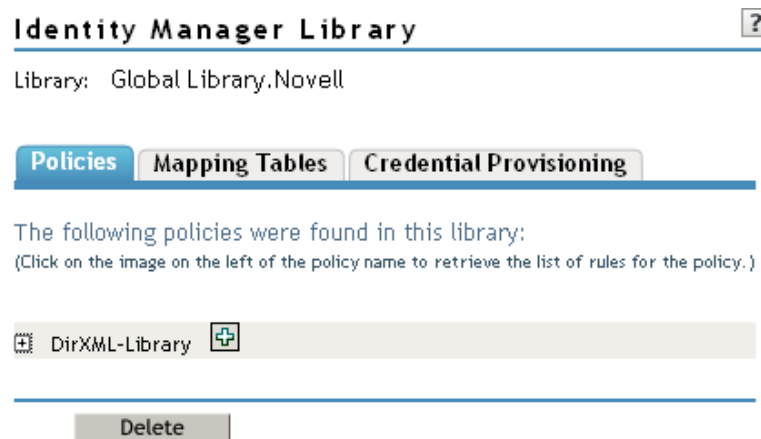 Identity Manager Library ?
Library: Global Library.Novell
Policies Mapping Tables Credential Provisioning
The following policies were found in this library:
(Click on the image on the left of the policy name to retrieve the list of rules for the policy.)
DirXML-Library
Delete